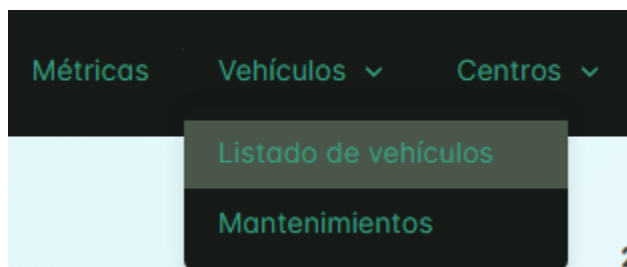 Métricas Vehículos Centros
Listado de vehículos
Mantenimientos